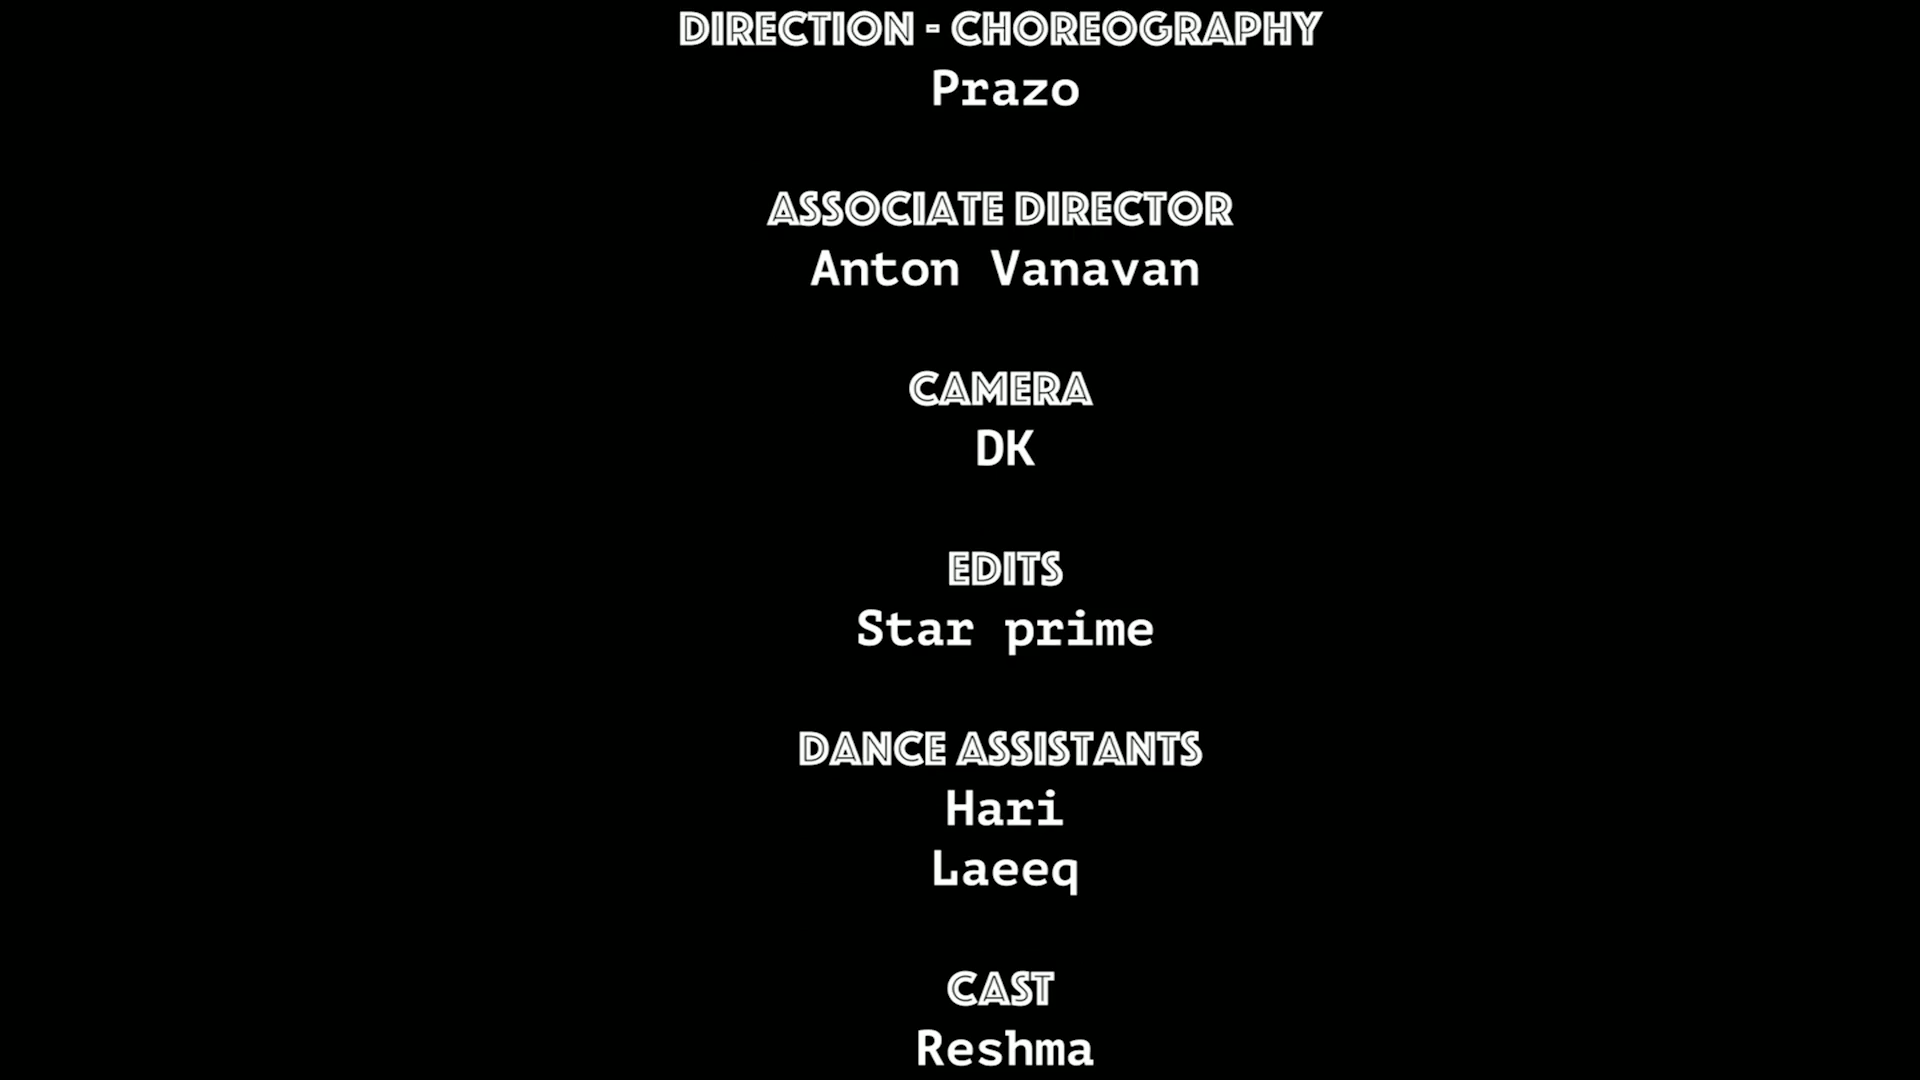 DIRECTION - CHOREOGRAPHY
Prazo
ASSOCIATE DIRECTOR
Anton Vanavan
CAMERA
DK
EDITS
Star prime
DANCE ASSISTANTS
Hari
Laeeq
CAST
Reshma